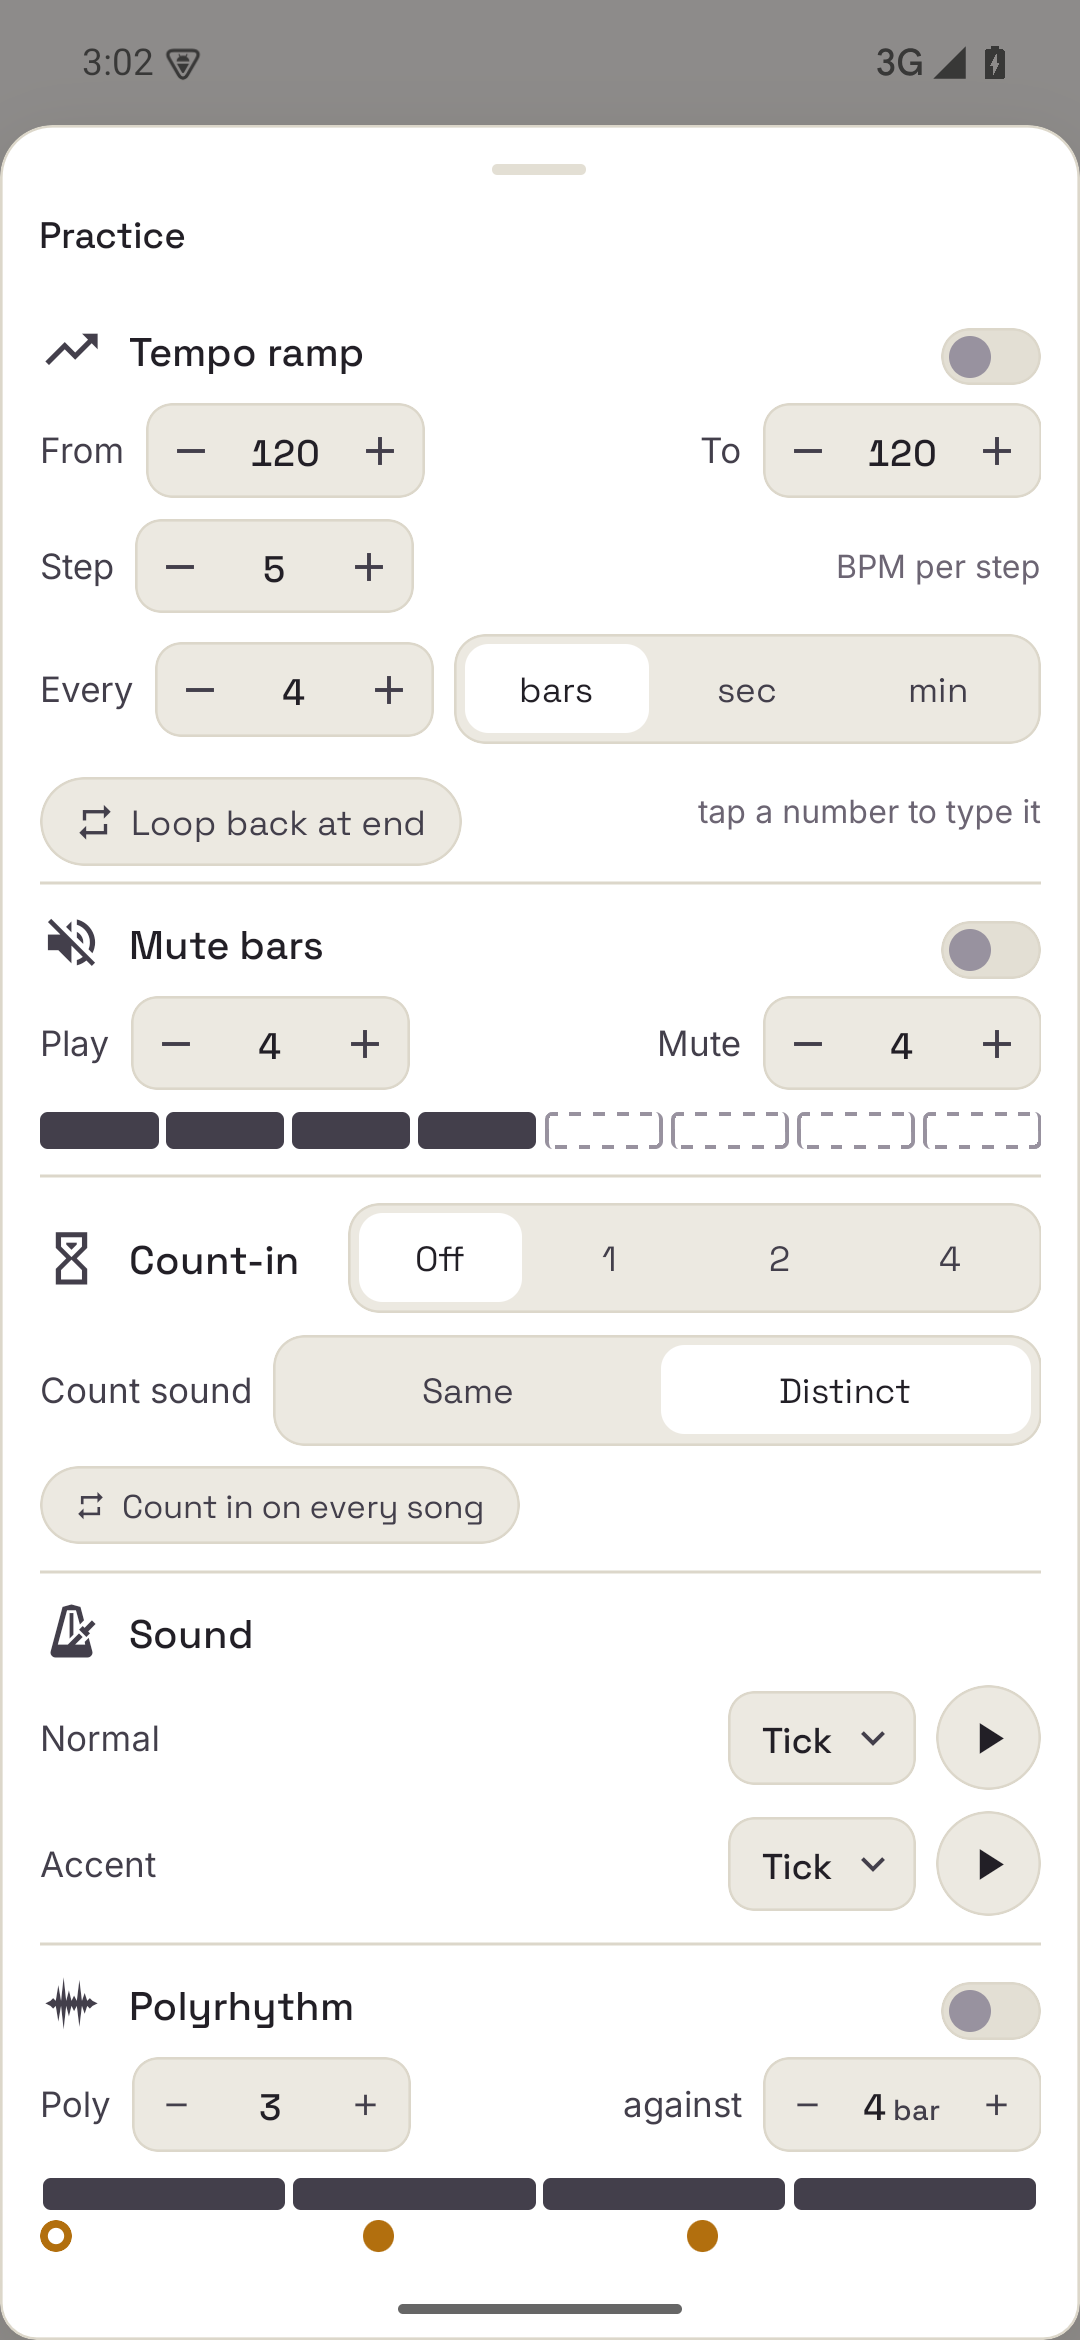 3:02 3G
Practice
Tempo ramp
From 120 To 120
Step 5 BPM per step
Every 4 bars sec min
Loop back at end tap a number to type it
Mute bars
Play 4 Mute 4
Count-in Off 1 2 4
Count sound Same Distinct
Count in on every song
Sound
Normal Tick
Accent Tick
Polyrhythm
Poly 3 against 4 bar